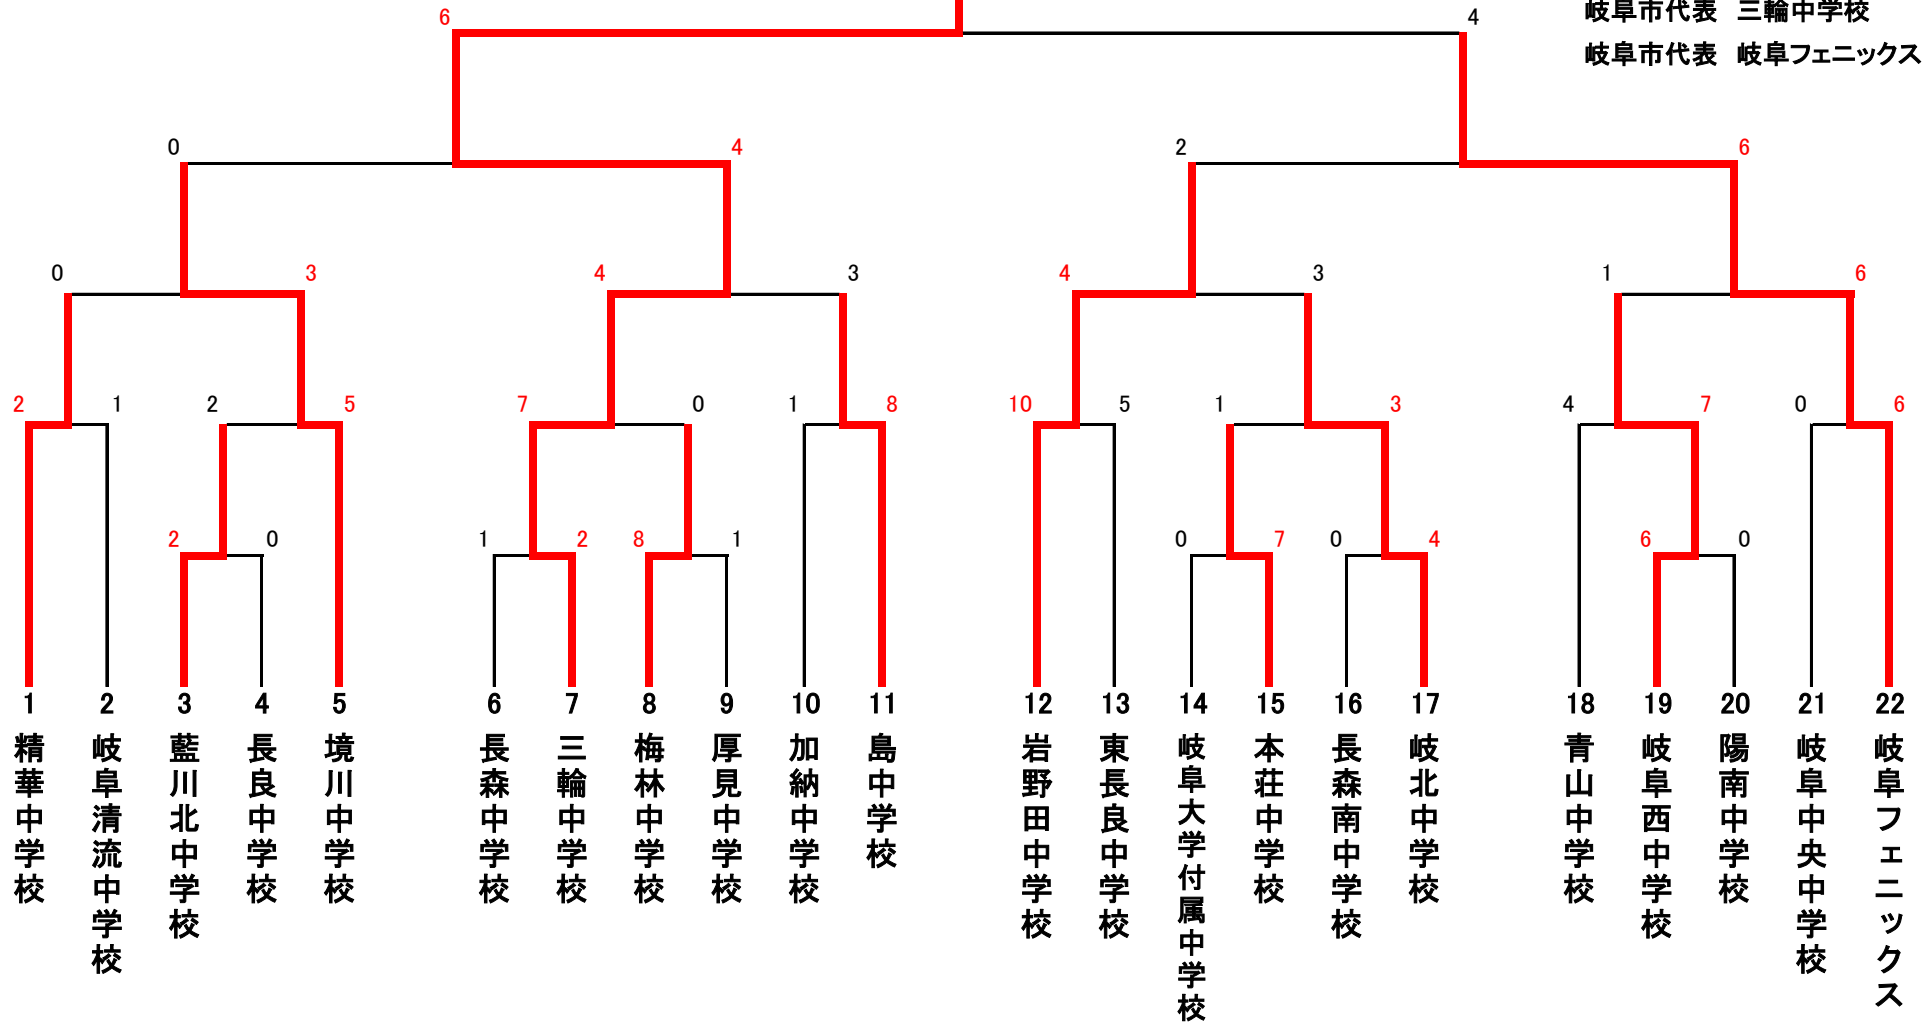 6
4
岐阜市代表 三輪中学校
岐阜市代表 岐阜フェニックス
0
4
2
6
0
3
4
3
4
3
1
6
2
1
2
5
7
0
1
8
10
5
1
3
4
7
0
6
2
0
1
2
8
1
0
7
0
4
6
0
1
2
3
4
5
6
7
8
9
10
11
12
13
14
15
16
17
18
19
20
21
22
精華中学校
岐阜清流中学校
藍川北中学校
長良中学校
境川中学校
長森中学校
三輪中学校
梅林中学校
厚見中学校
加納中学校
島中学校
岩野田中学校
東長良中学校
岐阜大学付属中学校
本荘中学校
長森南中学校
岐北中学校
青山中学校
岐阜西中学校
陽南中学校
岐阜中央中学校
岐阜フェニックス